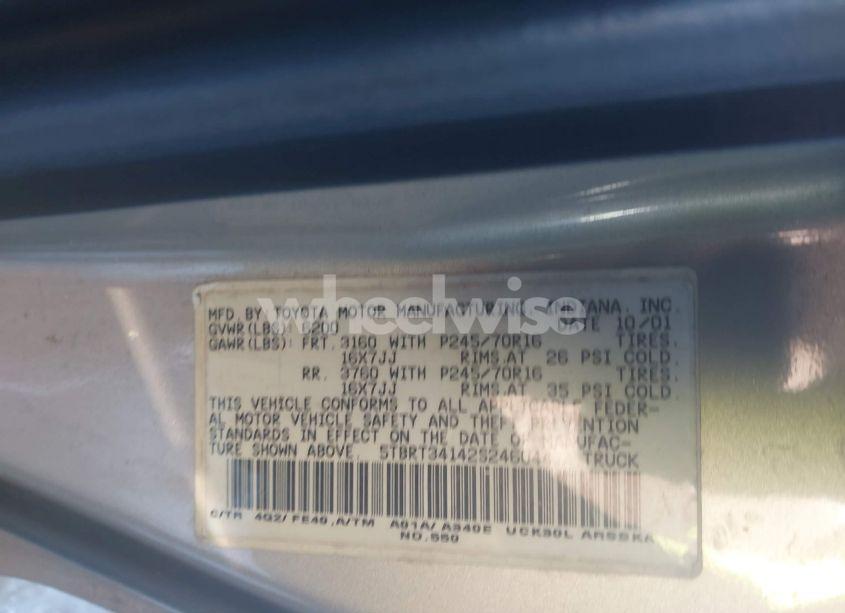 wheelwise
MFD. BY TOYOTA MOTOR MANUFACTURING, INDIANA, INC.
GVWR(LBS): 6200 DATE 10/01
GAWR(LBS): FRT. 3160 WITH P245/70R16 TIRES.
16X7JJ RIMS.AT 26 PSI COLD.
RR. 3760 WITH P245/70R16 TIRES.
16X7JJ RIMS.AT 35 PSI COLD.
THIS VEHICLE CONFORMS TO ALL FEDER-
AL MOTOR VEHICLE SAFETY AND THEFT PREVENTION
STANDARDS IN EFFECT ON THE DATE OF MANUFAC-
TURE SHOWN ABOVE. TRUCK
C/TR 4Q2/ FE40,A/TM A01A/ A340E UCK30L
NO.550